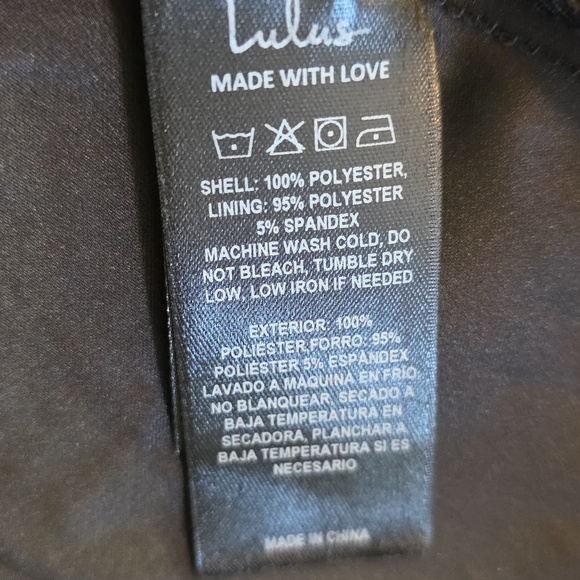 Lulus
MADE WITH LOVE
SHELL: 100% POLYESTER,
LINING: 95% POLYESTER
5% SPANDEX
MACHINE WASH COLD, DO
NOT BLEACH, TUMBLE DRY
LOW, LOW IRON IF NEEDED
EXTERIOR: 100%
POLIÉSTER,FORRO: 95%
POLIÉSTER 5% ESPANDEX
LAVADO A MAQUINA EN FRIO
NO BLANQUEAR, SECADO A
BAJA TEMPERATURA EN
SECADORA, PLANCHAR A
BAJA TEMPERATURA SI ES
NECESARIO
MADE IN CHINA